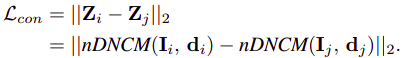 ℒ_con = ||Z_i − Z_j||_2
= ||nDNCM(I_i, d_i) − nDNCM(I_j, d_j)||_2.